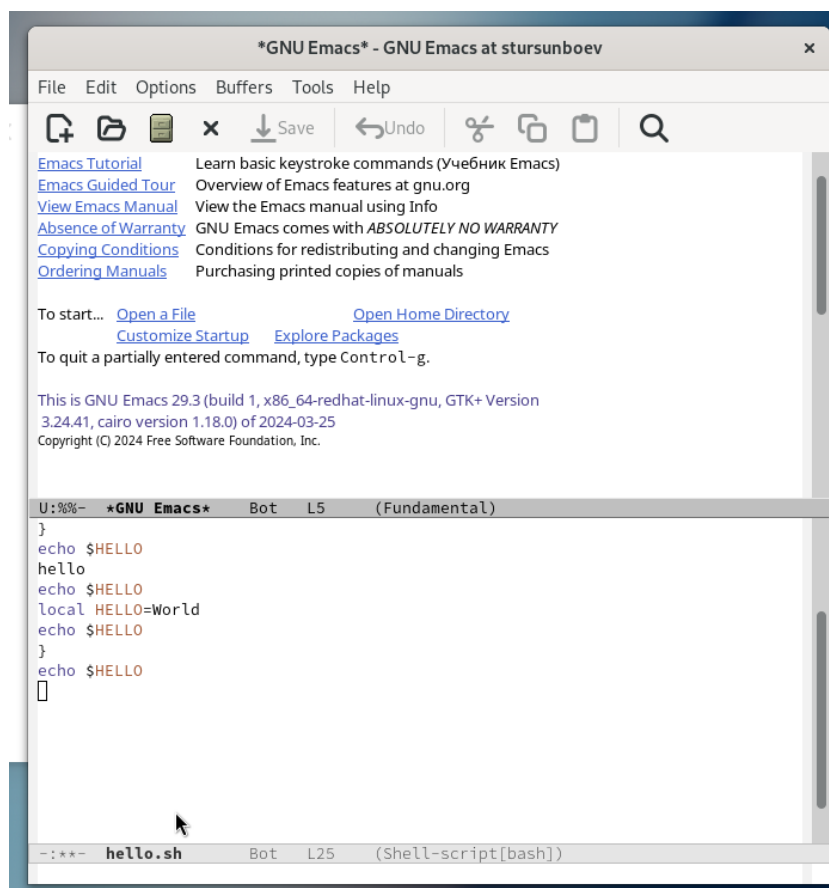 *GNU Emacs* - GNU Emacs at stursunboev
File Edit Options Buffers Tools Help
Save Undo
Emacs Tutorial Learn basic keystroke commands (Учебник Emacs)
Emacs Guided Tour Overview of Emacs features at gnu.org
View Emacs Manual View the Emacs manual using Info
Absence of Warranty GNU Emacs comes with ABSOLUTELY NO WARRANTY
Copying Conditions Conditions for redistributing and changing Emacs
Ordering Manuals Purchasing printed copies of manuals
To start... Open a File Open Home Directory
Customize Startup Explore Packages
To quit a partially entered command, type Control-g.
This is GNU Emacs 29.3 (build 1, x86_64-redhat-linux-gnu, GTK+ Version
3.24.41, cairo version 1.18.0) of 2024-03-25
Copyright (C) 2024 Free Software Foundation, Inc.
U:%%- *GNU Emacs* Bot L5 (Fundamental)
}
echo $HELLO
hello
echo $HELLO
local HELLO=World
echo $HELLO
}
echo $HELLO
-:**- hello.sh Bot L25 (Shell-script[bash])